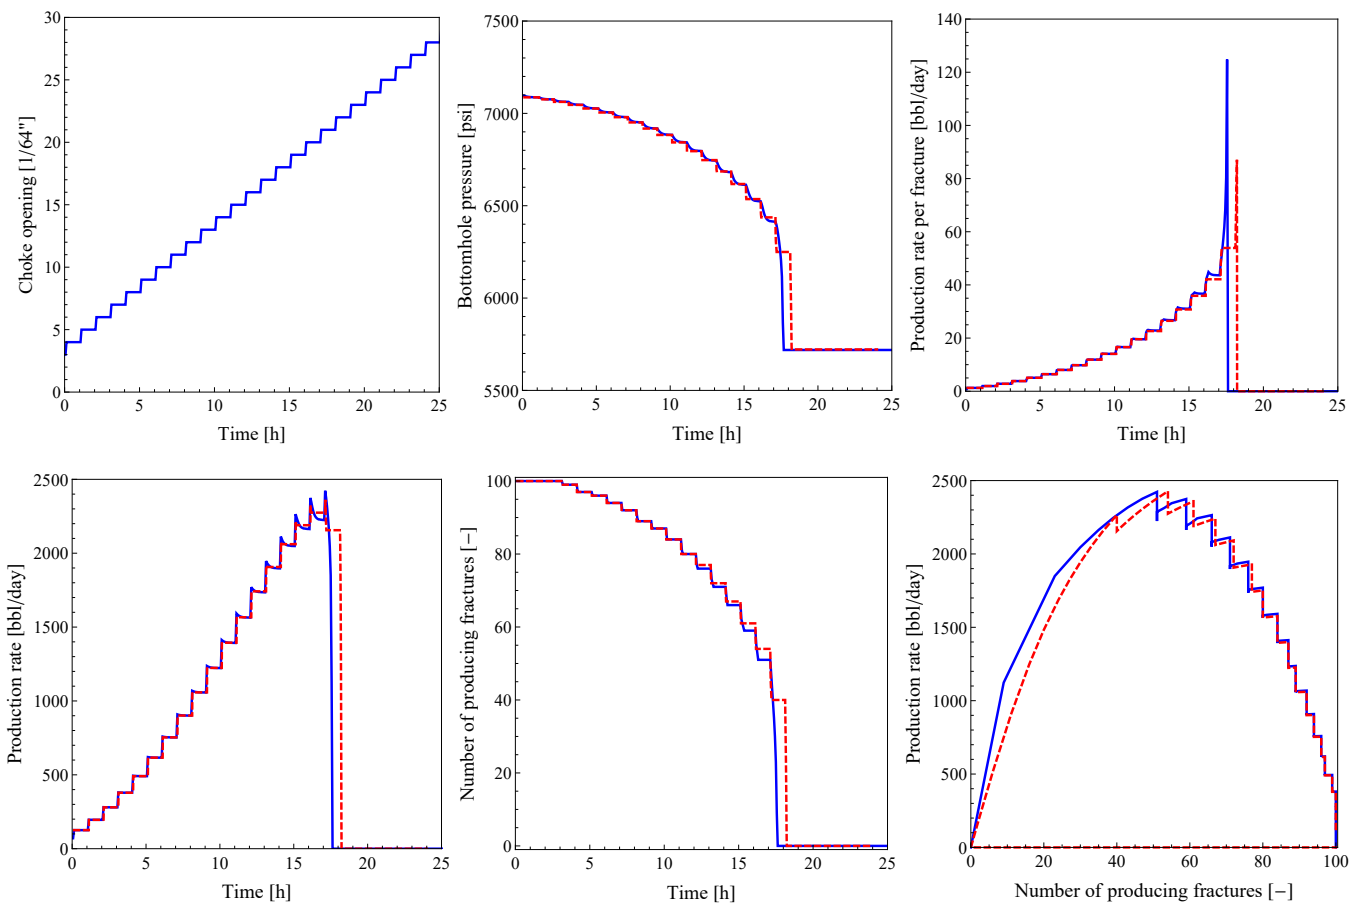 30
25
20
15
10
5
0
0 5 10 15 20 25
Choke opening [1/64"]
Time [h]
7500
7000
6500
6000
5500
0 5 10 15 20 25
Bottomhole pressure [psi]
Time [h]
140
120
100
80
60
40
20
0
0 5 10 15 20 25
Production rate per fracture [bbl/day]
Time [h]
2500
2000
1500
1000
500
0
0 5 10 15 20 25
Production rate [bbl/day]
Time [h]
100
80
60
40
20
0
0 5 10 15 20 25
Number of producing fractures [−]
Time [h]
2500
2000
1500
1000
500
0
0 20 40 60 80 100
Production rate [bbl/day]
Number of producing fractures [−]